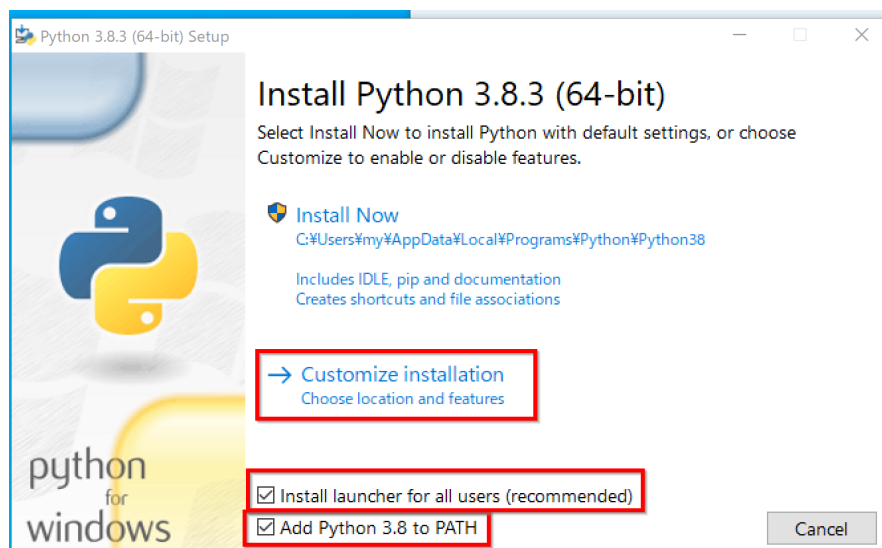 Python 3.8.3 (64-bit) Setup
Install Python 3.8.3 (64-bit)
Select Install Now to install Python with default settings, or choose
Customize to enable or disable features.
Install Now
C:¥Users¥my¥AppData¥Local¥Programs¥Python¥Python38
Includes IDLE, pip and documentation
Creates shortcuts and file associations
Customize installation
Choose location and features
python
for
windows
Install launcher for all users (recommended)
Add Python 3.8 to PATH
Cancel